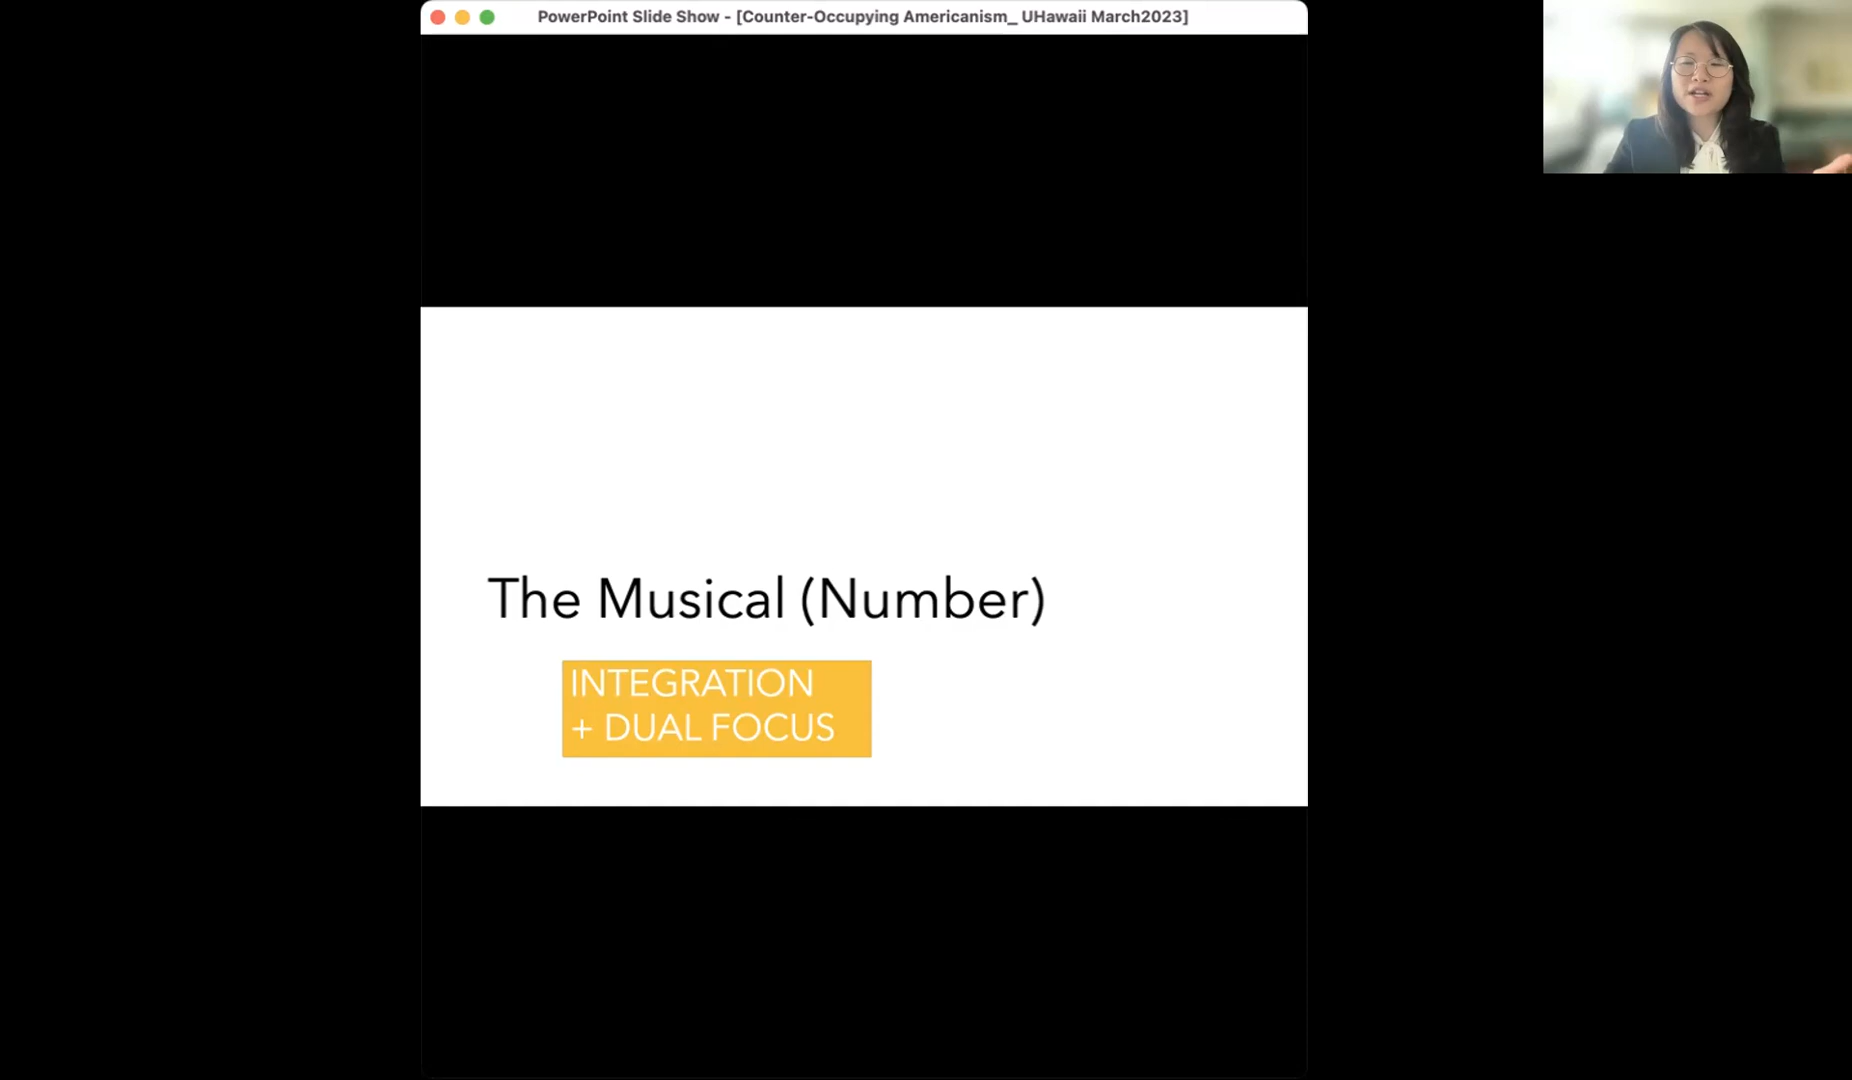 PowerPoint Slide Show - [Counter-Occupying Americanism_ UHawaii March2023]
The Musical (Number)
INTEGRATION
+ DUAL FOCUS